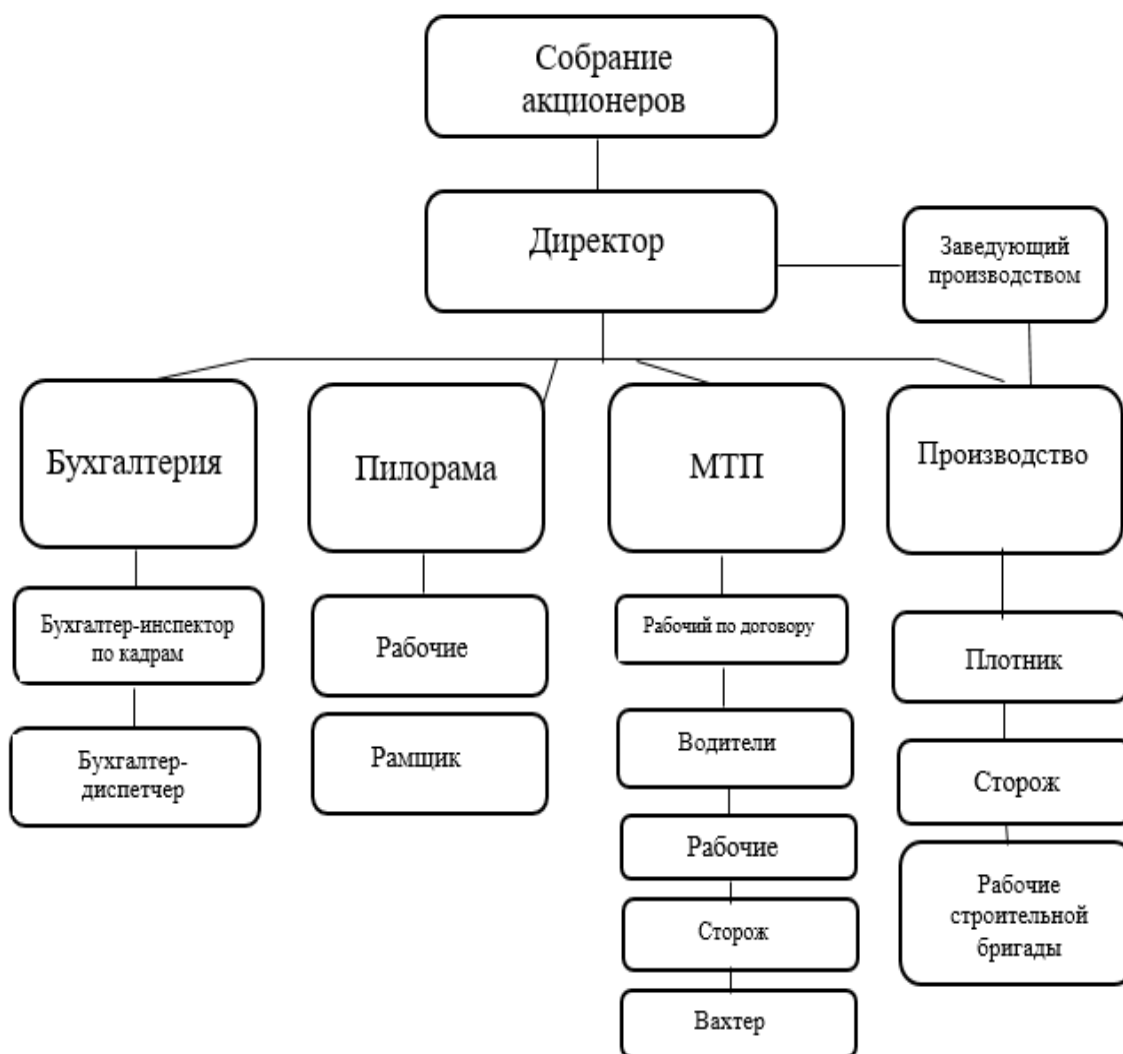 Собрание
акционеров
Директор
Заведующий
производством
Бухгалтерия
Пилорама
МТП
Производство
Бухгалтер-инспектор
по кадрам
Рабочие
Рабочий по договору
Плотник
Бухгалтер-
диспетчер
Рамщик
Водители
Сторож
Рабочие
Рабочие
строительной
бригады
Сторож
Вахтер